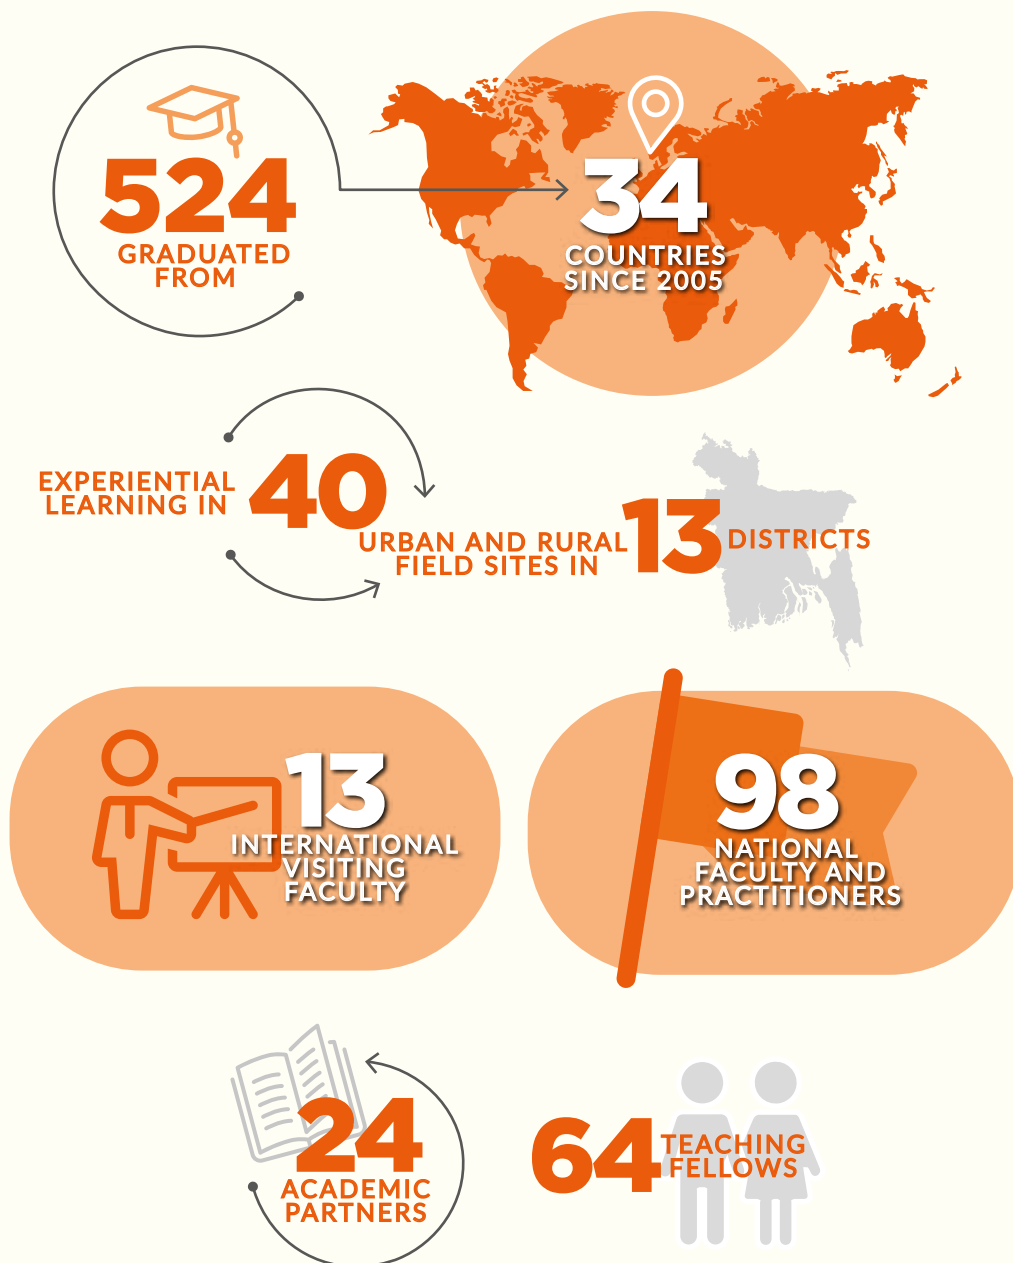 524
GRADUATED
FROM
34
COUNTRIES
SINCE 2005
EXPERIENTIAL
LEARNING IN
40
URBAN AND RURAL
FIELD SITES IN
13
DISTRICTS
13
INTERNATIONAL
VISITING
FACULTY
98
NATIONAL
FACULTY AND
PRACTITIONERS
24
ACADEMIC
PARTNERS
64
TEACHING
FELLOWS